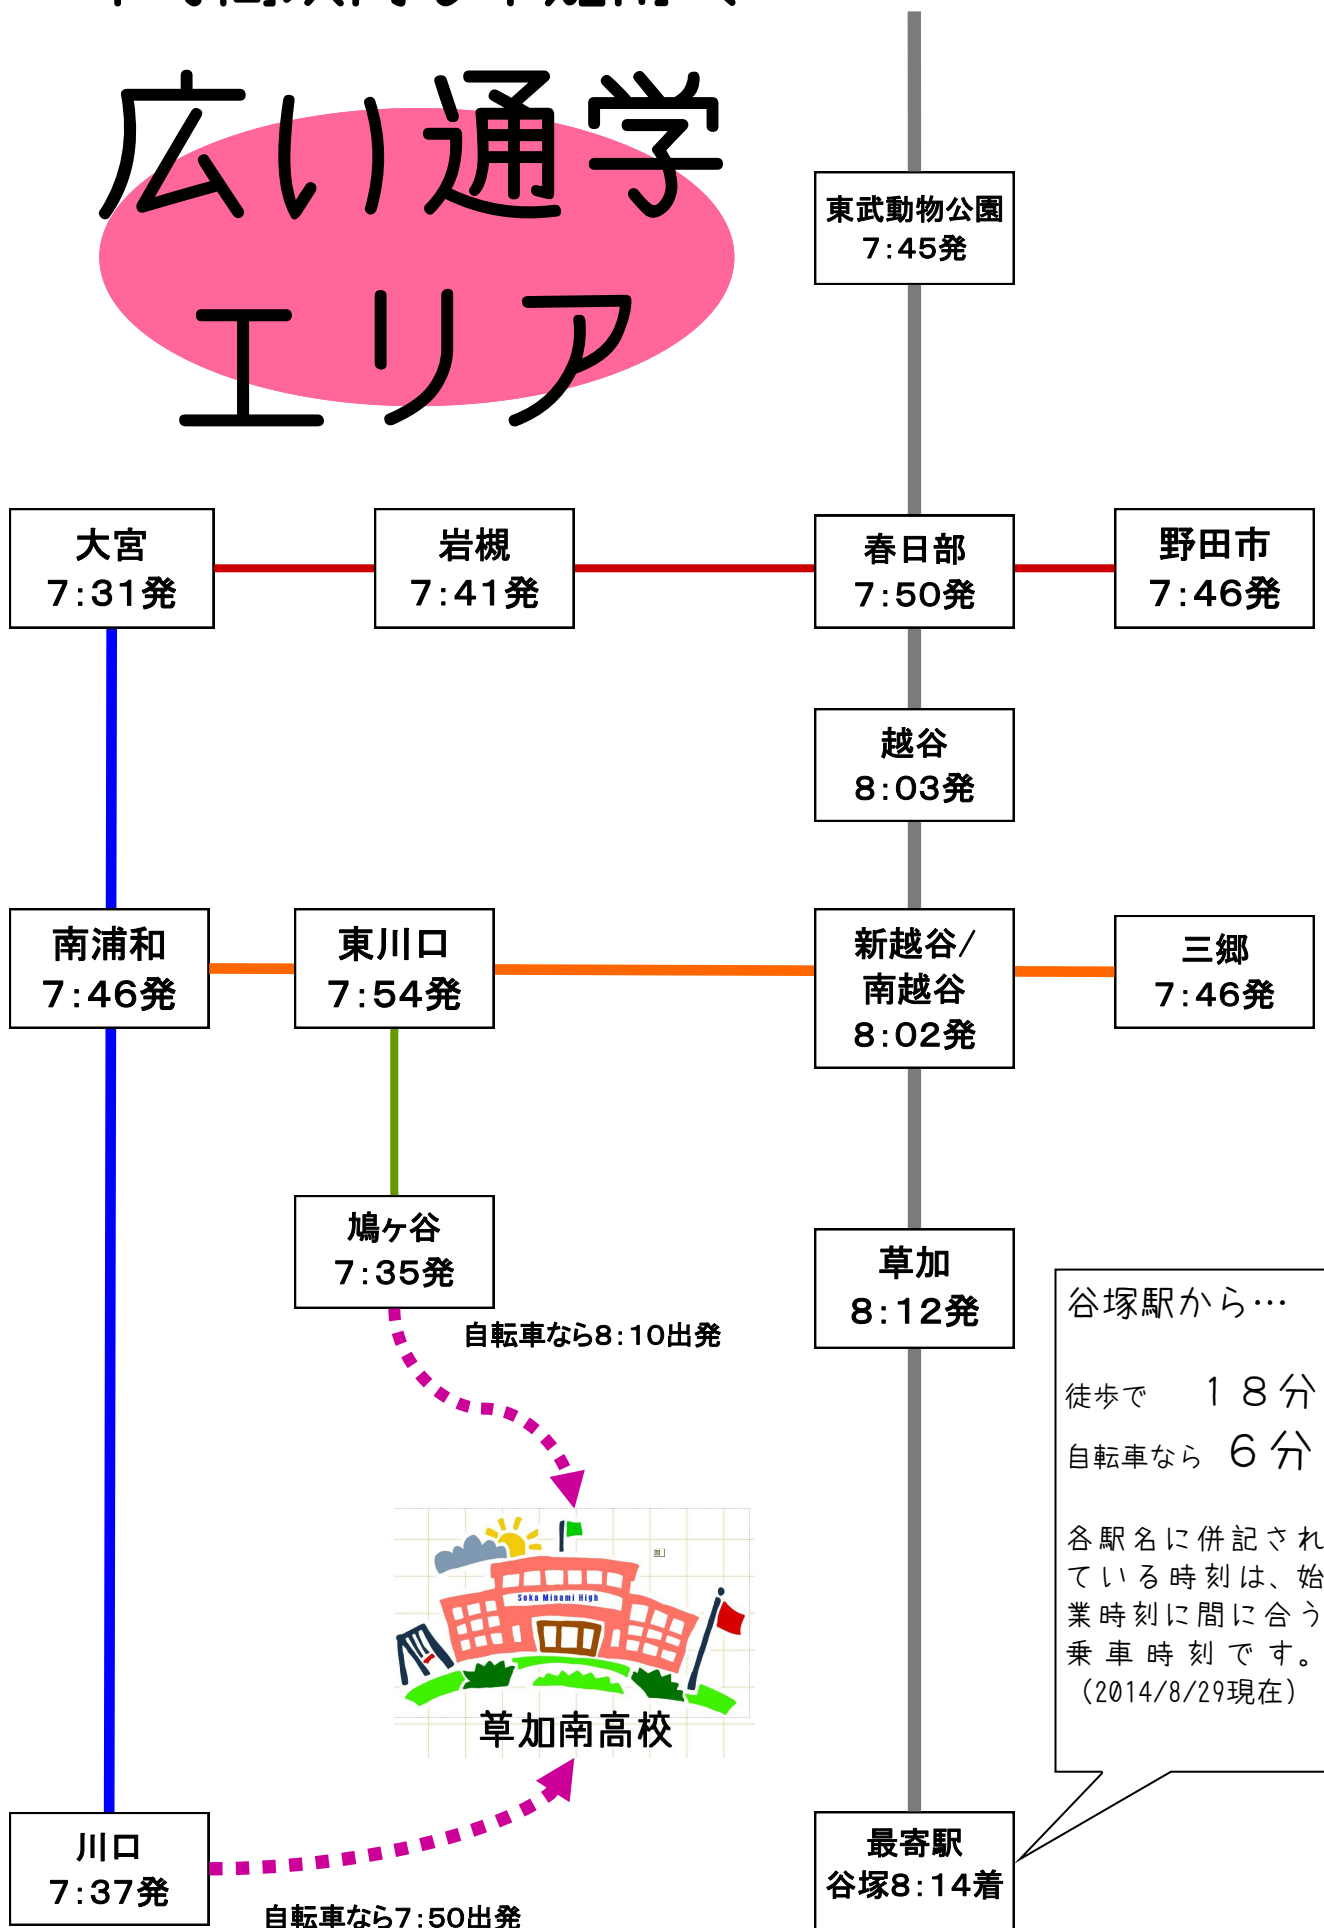 広い通学
エリア
東武動物公園
7:45発
大宮
7:31発
岩槻
7:41発
春日部
7:50発
野田市
7:46発
越谷
8:03発
南浦和
7:46発
東川口
7:54発
新越谷/
南越谷
8:02発
三郷
7:46発
鳩ヶ谷
7:35発
草加
8:12発
自転車なら8:10出発
谷塚駅から…
徒歩で　18分
自転車なら 6分
各駅名に併記され
ている時刻は、始
業時刻に間に合う
乗車時刻です。
（2014/8/29現在）
Soka Minami High
草加南高校
川口
7:37発
自転車なら7:50出発
最寄駅
谷塚8:14着